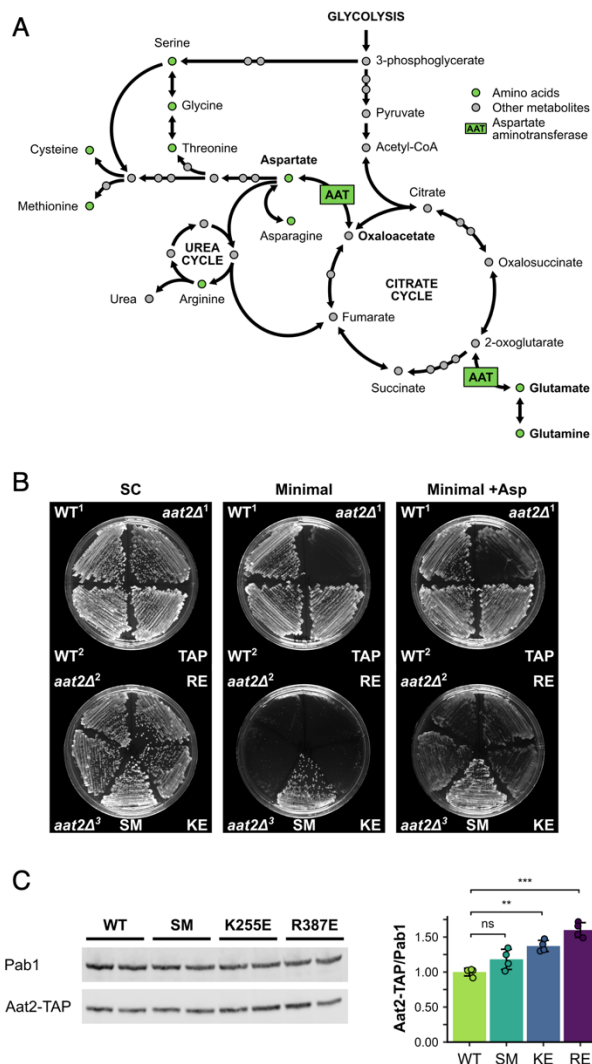 A
GLYCOLYSIS
Serine
3-phosphoglycerate
Amino acids
Other metabolites
AAT Aspartate
aminotransferase
Glycine
Pyruvate
Cysteine
Threonine
Aspartate
Acetyl-CoA
AAT
Citrate
Methionine
Asparagine
Oxaloacetate
UREA
CYCLE
Oxalosuccinate
CITRATE
CYCLE
Urea
Arginine
Fumarate
2-oxoglutarate
Succinate
AAT
Glutamate
Glutamine
B
SC
Minimal
Minimal +Asp
WT1 aat2Δ1
WT1 aat2Δ1
WT1 aat2Δ1
WT2 TAP
WT2 TAP
WT2 TAP
aat2Δ2 RE
aat2Δ2 RE
aat2Δ2 RE
aat2Δ3 SM KE
aat2Δ3 SM KE
aat2Δ3 SM KE
C
WT SM K255E R387E
Pab1
Aat2-TAP
Aat2-TAP/Pab1
***
**
ns
1.50
1.25
1.00
0.00
WT SM KE RE